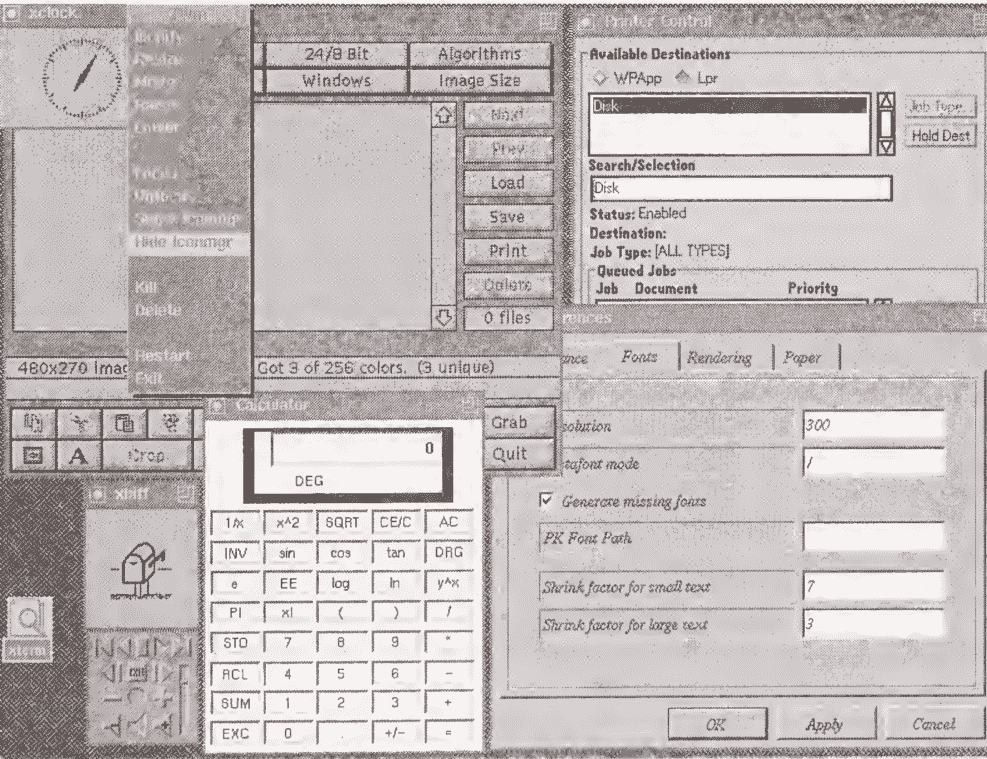 xclock
Printer Control
24/8 Bit
Algorithms
Windows
Image Size
Next
Prev
Load
Save
Print
Delete
0 files
Identify
Lower
Hide Iconmgr
Kill
Delete
Restart
Exit
Available Destinations
WPApp
Lpr
Disk
Job Type...
Hold Dest
Search/Selection
Disk
Status: Enabled
Destination:
Job Type: [ALL TYPES]
Queued Jobs
Job Document Priority
Fonts
Rendering
Paper
480x270
Got 3 of 256 colors. (3 unique)
A
Crop
Grab
Quit
Calculator
0
DEG
1/x x^2 SQRT CE/C AC
INV sin cos tan DRG
e EE log ln y^x
PI x! ( ) /
STO 7 8 9 *
RCL 4 5 6 -
SUM 1 2 3 +
EXC 0 . +/- =
300
mode
/
Generate missing fonts
PK Font Path
Shrink factor for small text
7
Shrink factor for large text
3
OK
Apply
Cancel
xbiff
xterm